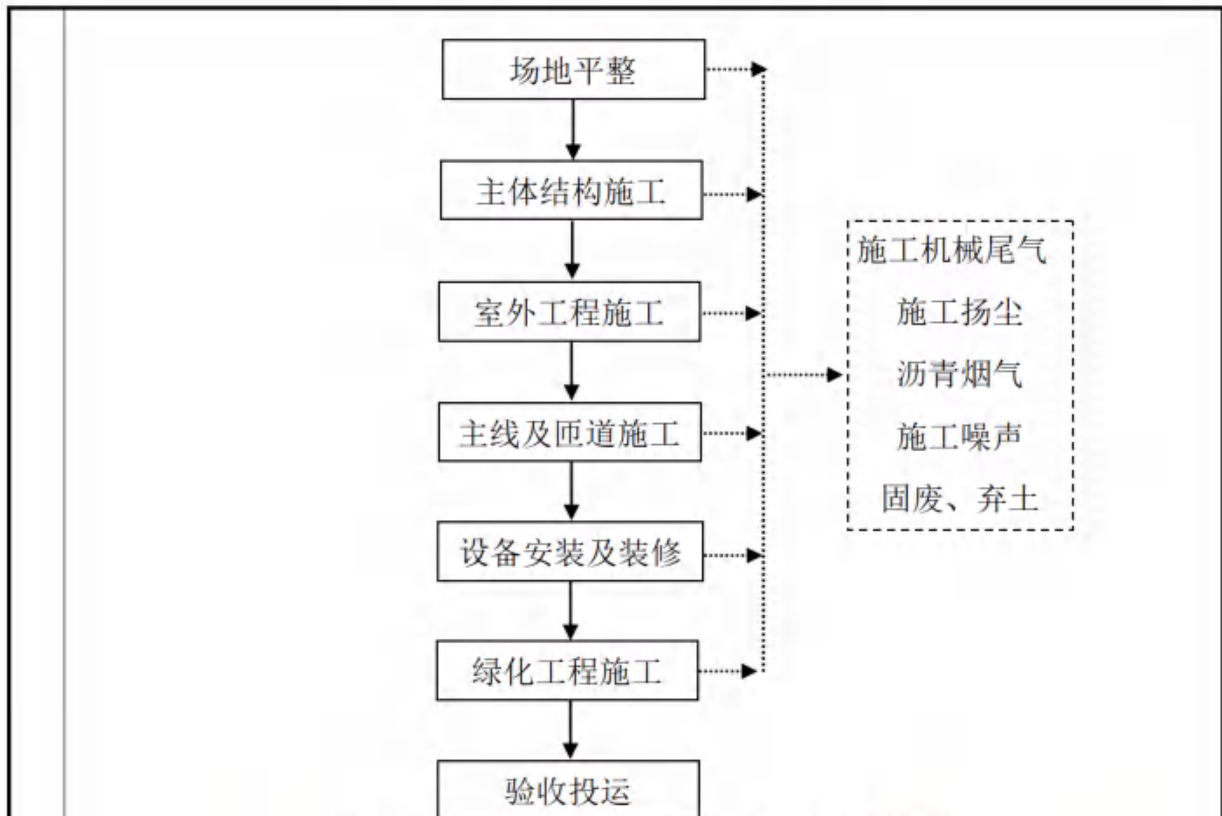 场地平整
主体结构施工
室外工程施工
主线及匝道施工
设备安装及装修
绿化工程施工
验收投运
施工机械尾气
施工扬尘
沥青烟气
施工噪声
固废、弃土